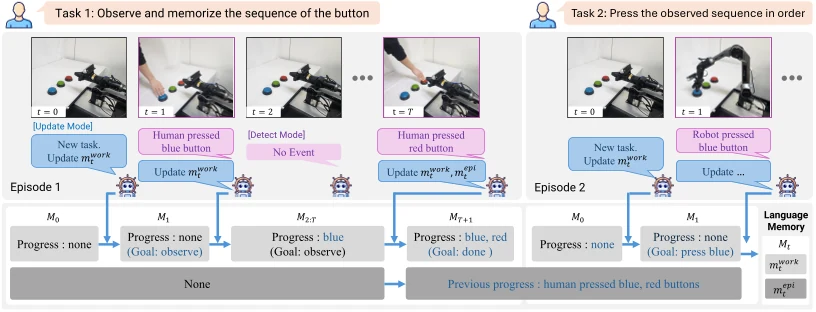 Task 1: Observe and memorize the sequence of the button
t = 0
t = 1
t = 2
t = T
[Update Mode]
New task.
Update m_t^work
Human pressed
blue button
Update m_t^work
[Detect Mode]
No Event
Human pressed
red button
Update m_t^work, m_t^epi
Episode 1
M_0
M_1
M_2:T
M_T+1
Progress : none
Progress : none
(Goal: observe)
Progress : blue
(Goal: observe)
Progress : blue, red
(Goal: done )
None
Previous progress : human pressed blue, red buttons
Task 2: Press the observed sequence in order
t = 0
t = 1
New task.
Update m_t^work
Robot pressed
blue button
Update ...
Episode 2
M_0
M_1
Progress : none
Progress : none
(Goal: press blue)
Language
Memory
M_t
m_t^work
m_t^epi